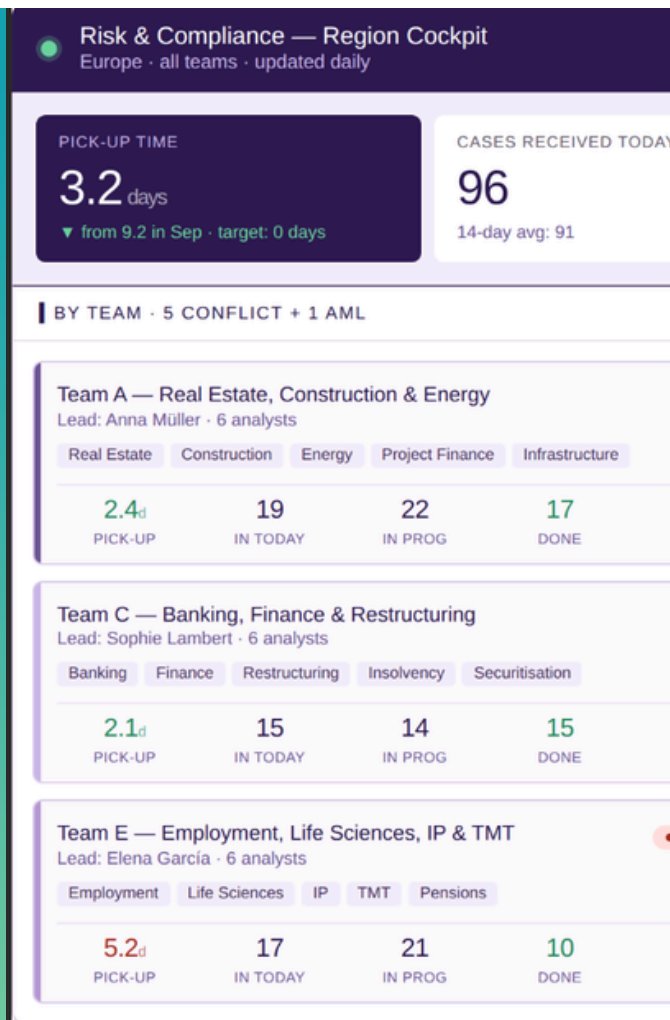 Risk & Compliance — Region Cockpit
Europe · all teams · updated daily
PICK-UP TIME
3.2 days
▼ from 9.2 in Sep · target: 0 days
CASES RECEIVED TODAY
96
14-day avg: 91
BY TEAM · 5 CONFLICT + 1 AML
Team A — Real Estate, Construction & Energy
Lead: Anna Müller · 6 analysts
Real Estate Construction Energy Project Finance Infrastructure
2.4d 19 22 17
PICK-UP IN TODAY IN PROG DONE
Team C — Banking, Finance & Restructuring
Lead: Sophie Lambert · 6 analysts
Banking Finance Restructuring Insolvency Securitisation
2.1d 15 14 15
PICK-UP IN TODAY IN PROG DONE
Team E — Employment, Life Sciences, IP & TMT
Lead: Elena García · 6 analysts
Employment Life Sciences IP TMT Pensions
5.2d 17 21 10
PICK-UP IN TODAY IN PROG DONE